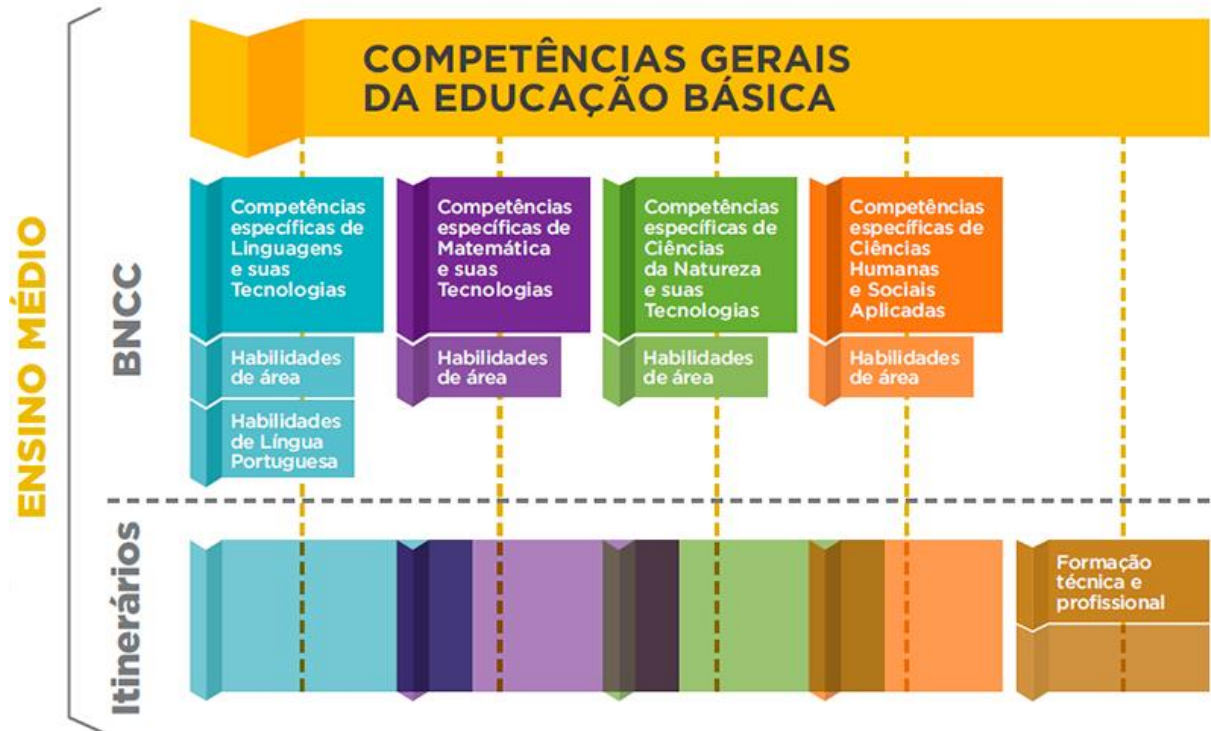 ENSINO MÉDIO
BNCC
Itinerários
COMPETÊNCIAS GERAIS
DA EDUCAÇÃO BÁSICA
Competências
específicas de
Linguagens
e suas
Tecnologias
Habilidades
de área
Habilidades
de Língua
Portuguesa
Competências
específicas de
Matemática
e suas
Tecnologias
Habilidades
de área
Competências
específicas de
Ciências
da Natureza
e suas
Tecnologias
Habilidades
de área
Competências
específicas de
Ciências
Humanas
e Sociais
Aplicadas
Habilidades
de área
Formação
técnica e
profissional